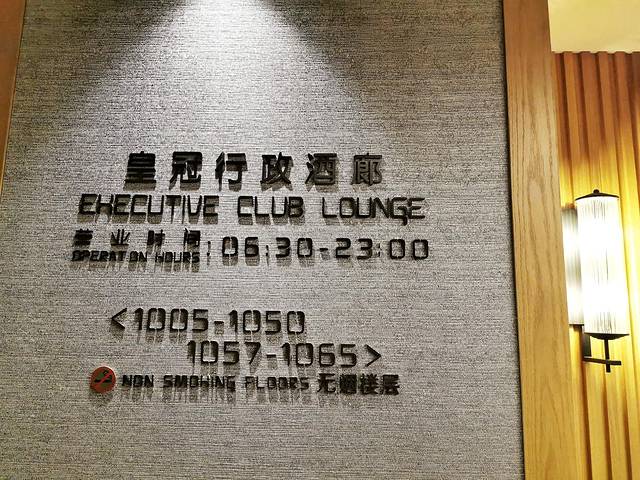 皇冠行政酒廊
EXECUTIVE CLUB LOUNGE
营业时间
OPERATION HOURS : 06:30-23:00
<1005-1050
1057-1065>
NON SMOKING FLOORS 无烟楼层